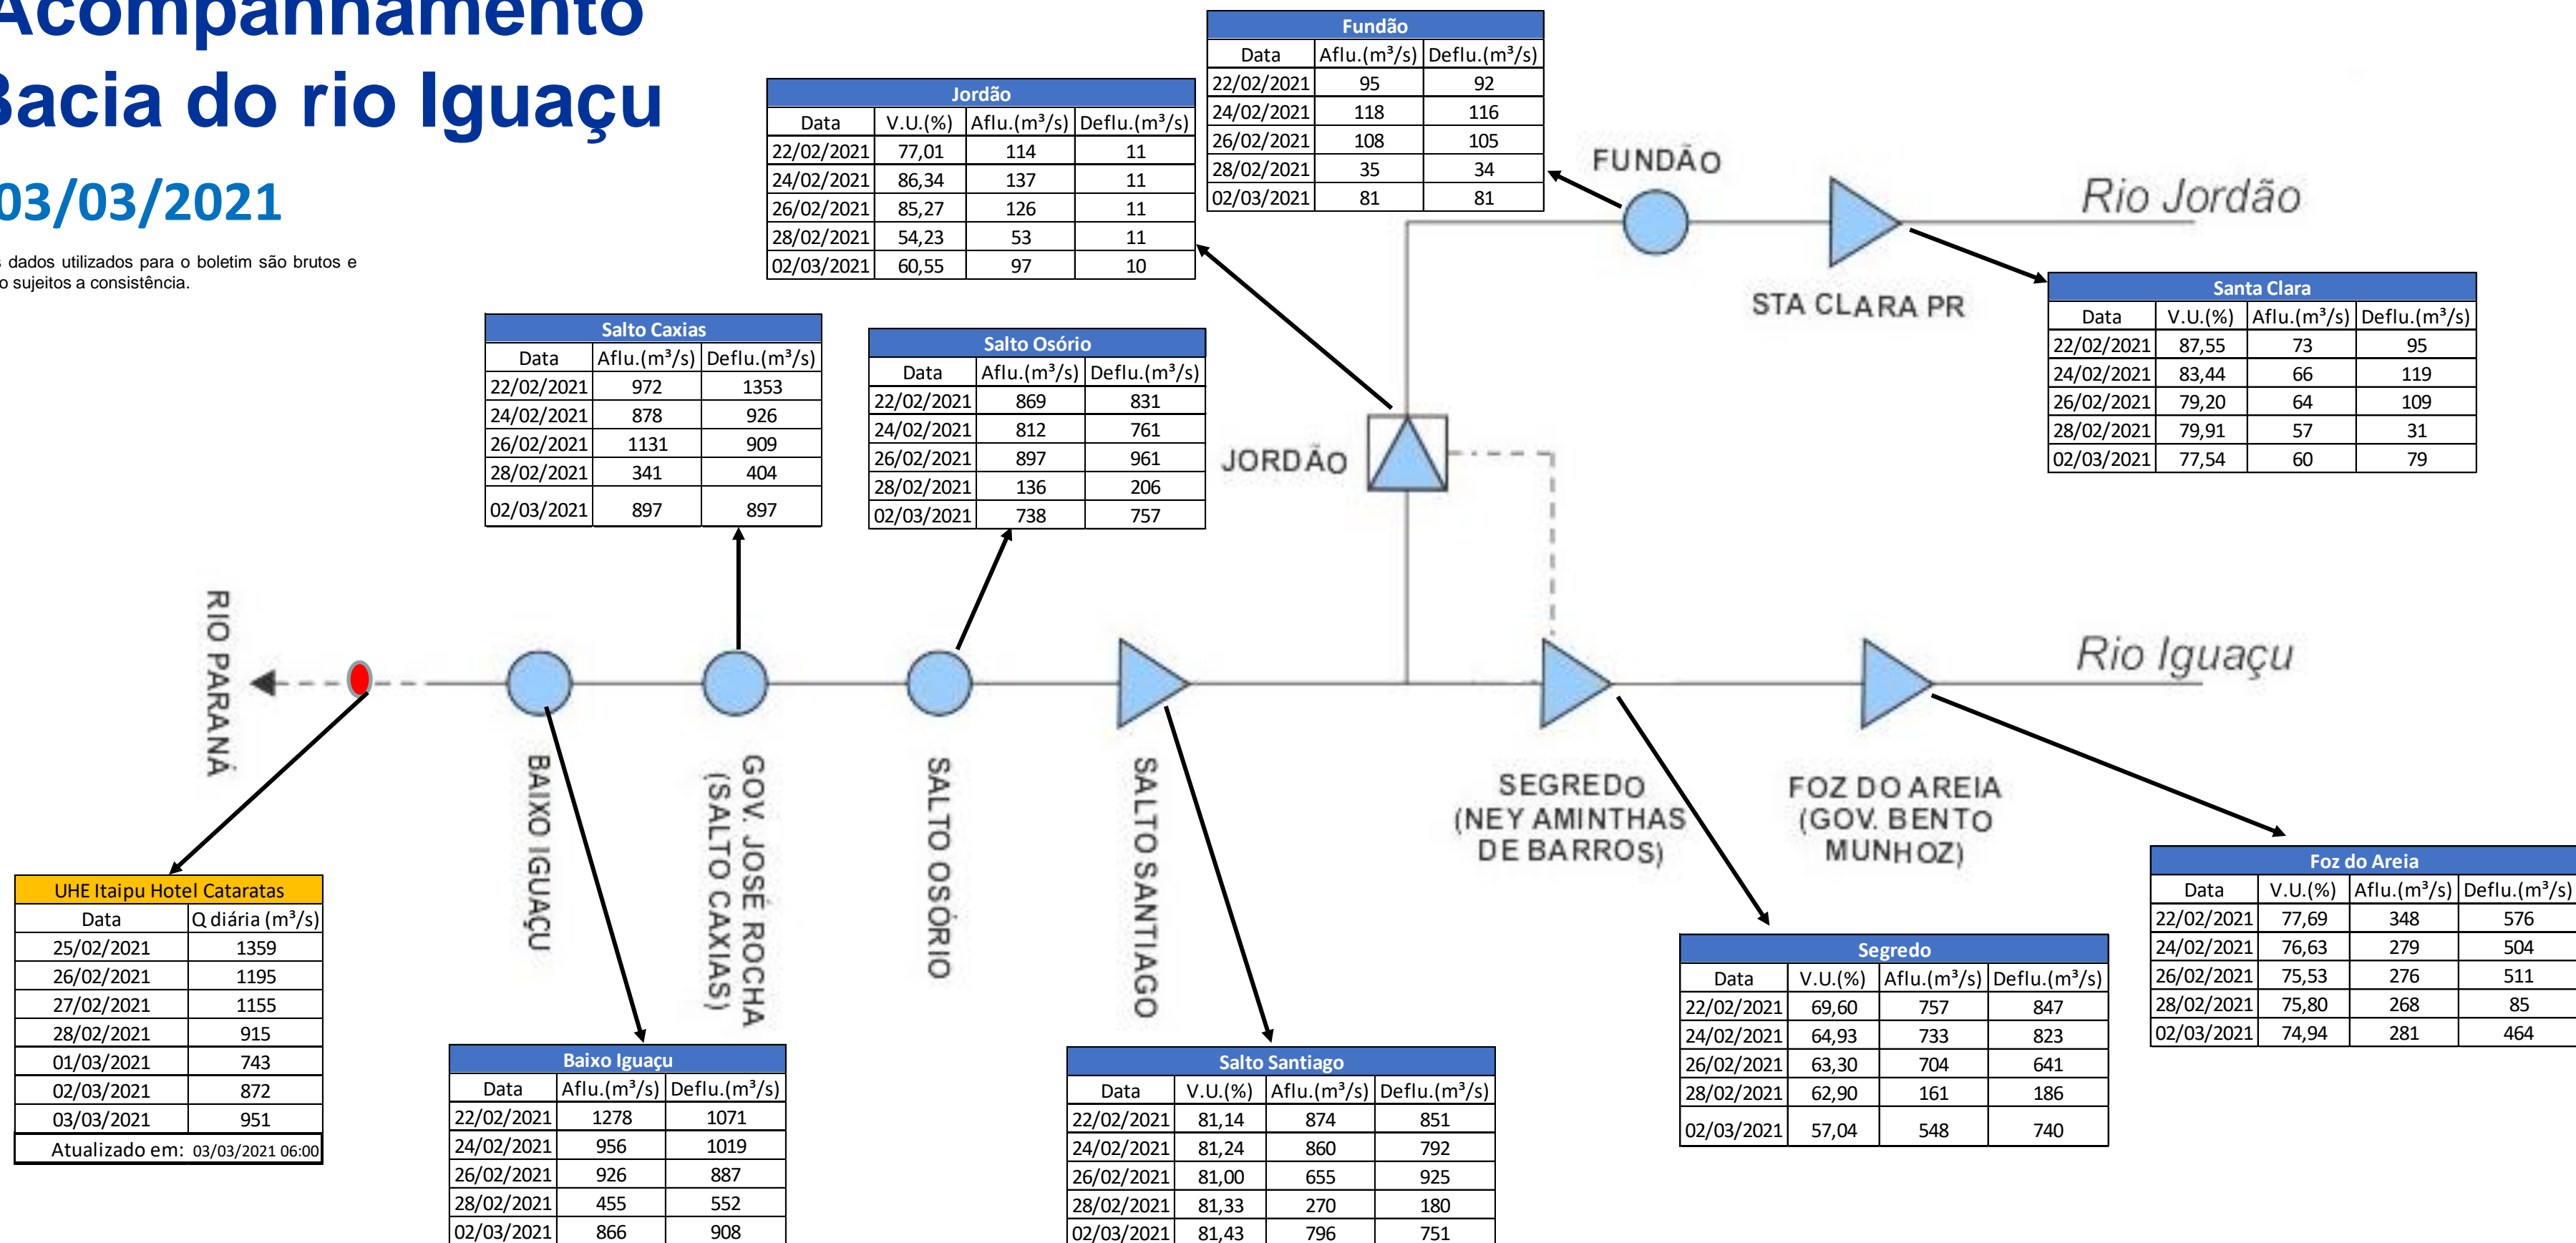 Acompanhamento
Bacia do rio Iguaçu
03/03/2021
dados utilizados para o boletim são brutos e
sujeitos a consistência.
Fundão
Data Aflu.(m³/s) Deflu.(m³/s)
22/02/2021 95 92
24/02/2021 118 116
26/02/2021 108 105
28/02/2021 35 34
02/03/2021 81 81
Jordão
Data V.U.(%) Aflu.(m³/s) Deflu.(m³/s)
22/02/2021 77,01 114 11
24/02/2021 86,34 137 11
26/02/2021 85,27 126 11
28/02/2021 54,23 53 11
02/03/2021 60,55 97 10
FUNDÃO
Rio Jordão
STA CLARA PR
Santa Clara
Data V.U.(%) Aflu.(m³/s) Deflu.(m³/s)
22/02/2021 87,55 73 95
24/02/2021 83,44 66 119
26/02/2021 79,20 64 109
28/02/2021 79,91 57 31
02/03/2021 77,54 60 79
Salto Caxias
Data Aflu.(m³/s) Deflu.(m³/s)
22/02/2021 972 1353
24/02/2021 878 926
26/02/2021 1131 909
28/02/2021 341 404
02/03/2021 897 897
Salto Osório
Data Aflu.(m³/s) Deflu.(m³/s)
22/02/2021 869 831
24/02/2021 812 761
26/02/2021 897 961
28/02/2021 136 206
02/03/2021 738 757
JORDÃO
RIO PARANÁ
Rio Iguaçu
BAIXO IGUAÇU
GOV. JOSÉ ROCHA
(SALTO CAXIAS)
SALTO OSÓRIO
SALTO SANTIAGO
SEGREDO
(NEY AMINTHAS
DE BARROS)
FOZ DO AREIA
(GOV. BENTO
MUNHOZ)
UHE Itaipu Hotel Cataratas
Data Q diária (m³/s)
25/02/2021 1359
26/02/2021 1195
27/02/2021 1155
28/02/2021 915
01/03/2021 743
02/03/2021 872
03/03/2021 951
Atualizado em: 03/03/2021 06:00
Baixo Iguaçu
Data Aflu.(m³/s) Deflu.(m³/s)
22/02/2021 1278 1071
24/02/2021 956 1019
26/02/2021 926 887
28/02/2021 455 552
02/03/2021 866 908
Salto Santiago
Data V.U.(%) Aflu.(m³/s) Deflu.(m³/s)
22/02/2021 81,14 874 851
24/02/2021 81,24 860 792
26/02/2021 81,00 655 925
28/02/2021 81,33 270 180
02/03/2021 81,43 796 751
Segredo
Data V.U.(%) Aflu.(m³/s) Deflu.(m³/s)
22/02/2021 69,60 757 847
24/02/2021 64,93 733 823
26/02/2021 63,30 704 641
28/02/2021 62,90 161 186
02/03/2021 57,04 548 740
Foz do Areia
Data V.U.(%) Aflu.(m³/s) Deflu.(m³/s)
22/02/2021 77,69 348 576
24/02/2021 76,63 279 504
26/02/2021 75,53 276 511
28/02/2021 75,80 268 85
02/03/2021 74,94 281 464